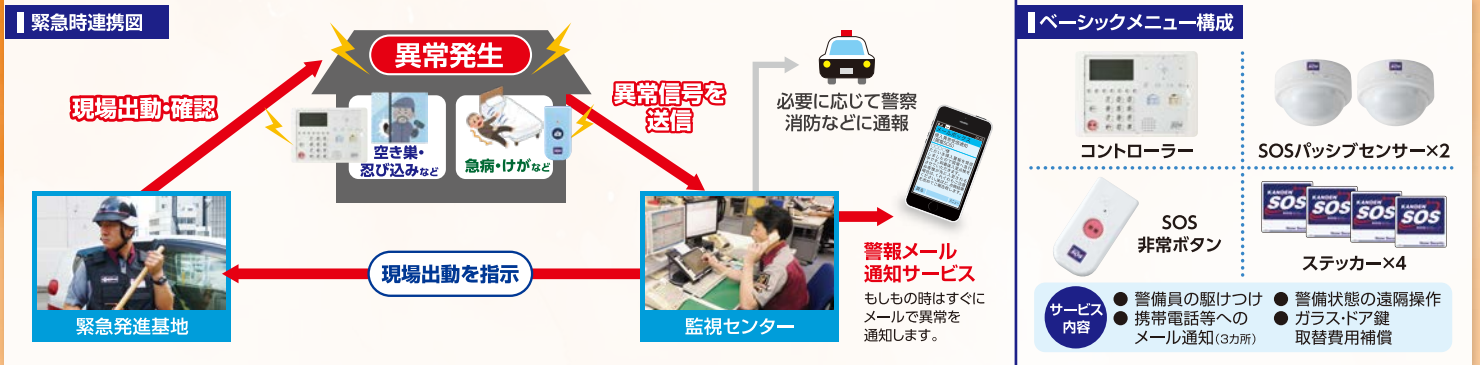 緊急時連携図
異常発生
現場出動・確認
異常信号を
送信
空き巣・
忍び込みなど
急病・けがなど
必要に応じて警察
消防などに通報
警報メール
通知サービス
もしもの時はすぐに
メールで異常を
通知します。
現場出動を指示
緊急発進基地
監視センター
ベーシックメニュー構成
コントローラー
SOSパッシブセンサー×2
SOS
非常ボタン
KANDEN
SOS
KANDEN
SOS
KANDEN
SOS
KANDEN
SOS
ステッカー×4
サービス
内容
● 警備員の駆けつけ
● 携帯電話等への
メール通知(3カ所)
● 警備状態の遠隔操作
● ガラス・ドア鍵
取替費用補償